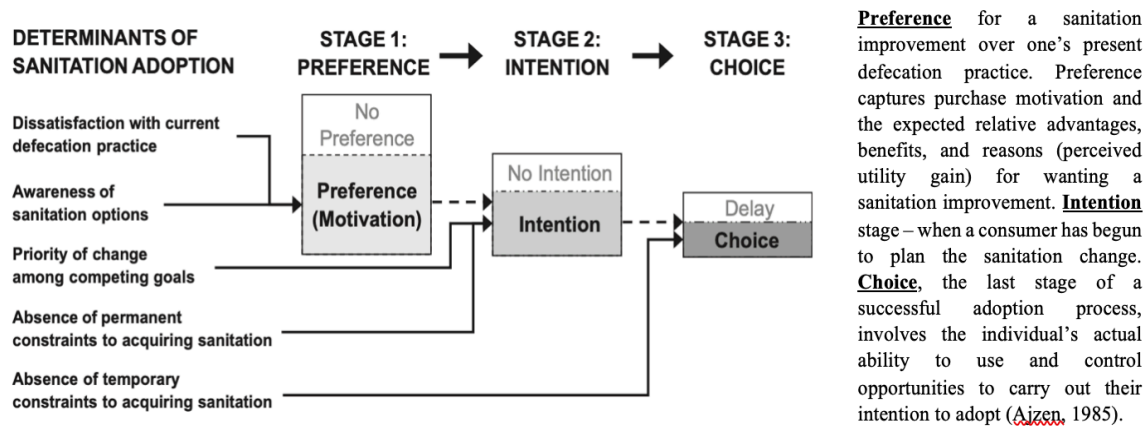 DETERMINANTS OF
SANITATION ADOPTION
STAGE 1:
PREFERENCE
STAGE 2:
INTENTION
STAGE 3:
CHOICE
Dissatisfaction with current
defecation practice
Awareness of
sanitation options
Priority of change
among competing goals
Absence of permanent
constraints to acquiring sanitation
Absence of temporary
constraints to acquiring sanitation
No
Preference
Preference
(Motivation)
No Intention
Intention
Delay
Choice
Preference for a sanitation
improvement over one’s present
defecation practice. Preference
captures purchase motivation and
the expected relative advantages,
benefits, and reasons (perceived
utility gain) for wanting a
sanitation improvement. Intention
stage – when a consumer has begun
to plan the sanitation change.
Choice, the last stage of a
successful adoption process,
involves the individual’s actual
ability to use and control
opportunities to carry out their
intention to adopt (Ajzen, 1985).